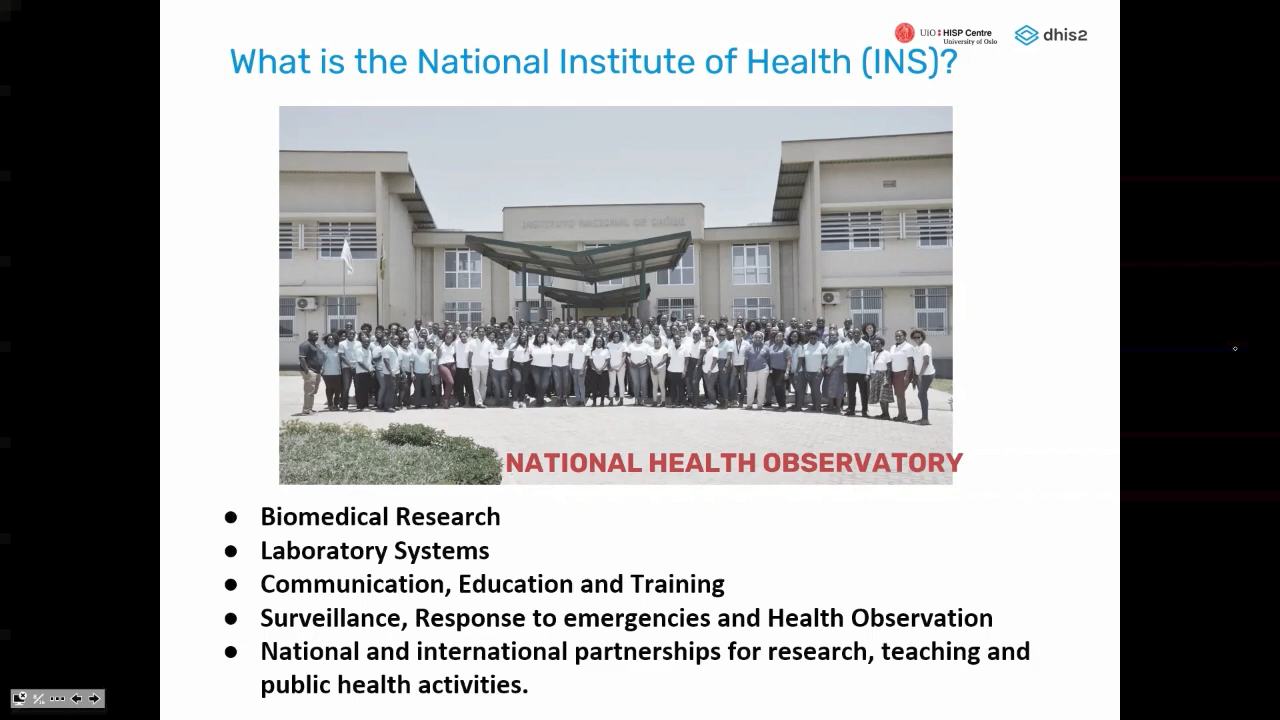 UiO HISP Centre
University of Oslo
dhis2
What is the National Institute of Health (INS)?
INSTITUTO NACIONAL DE SAÚDE
NATIONAL HEALTH OBSERVATORY
● Biomedical Research
● Laboratory Systems
● Communication, Education and Training
● Surveillance, Response to emergencies and Health Observation
● National and international partnerships for research, teaching and
public health activities.